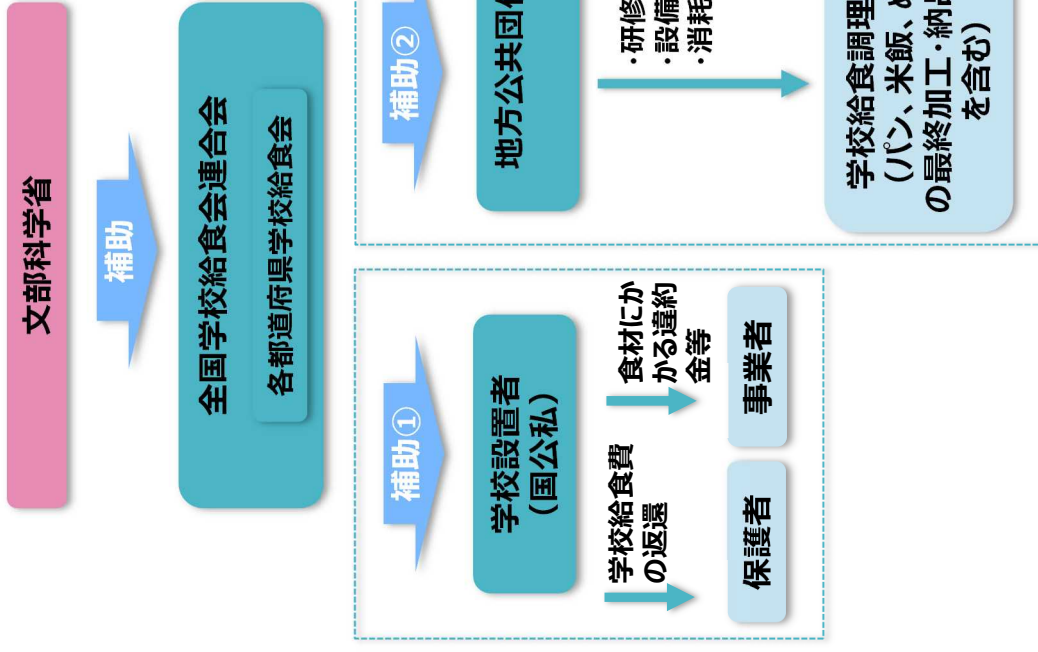 文部科学省
補助
全国学校給食会連合会
各都道府県学校給食会
補助①
学校設置者
（国公私）
学校給食費
の返還
食材にか
かる違約
金等
保護者
事業者
補助②
地方公共団体
・研修
・設備
・消耗
学校給食調理
（パン、米飯、め
の最終加工・納品
を含む）